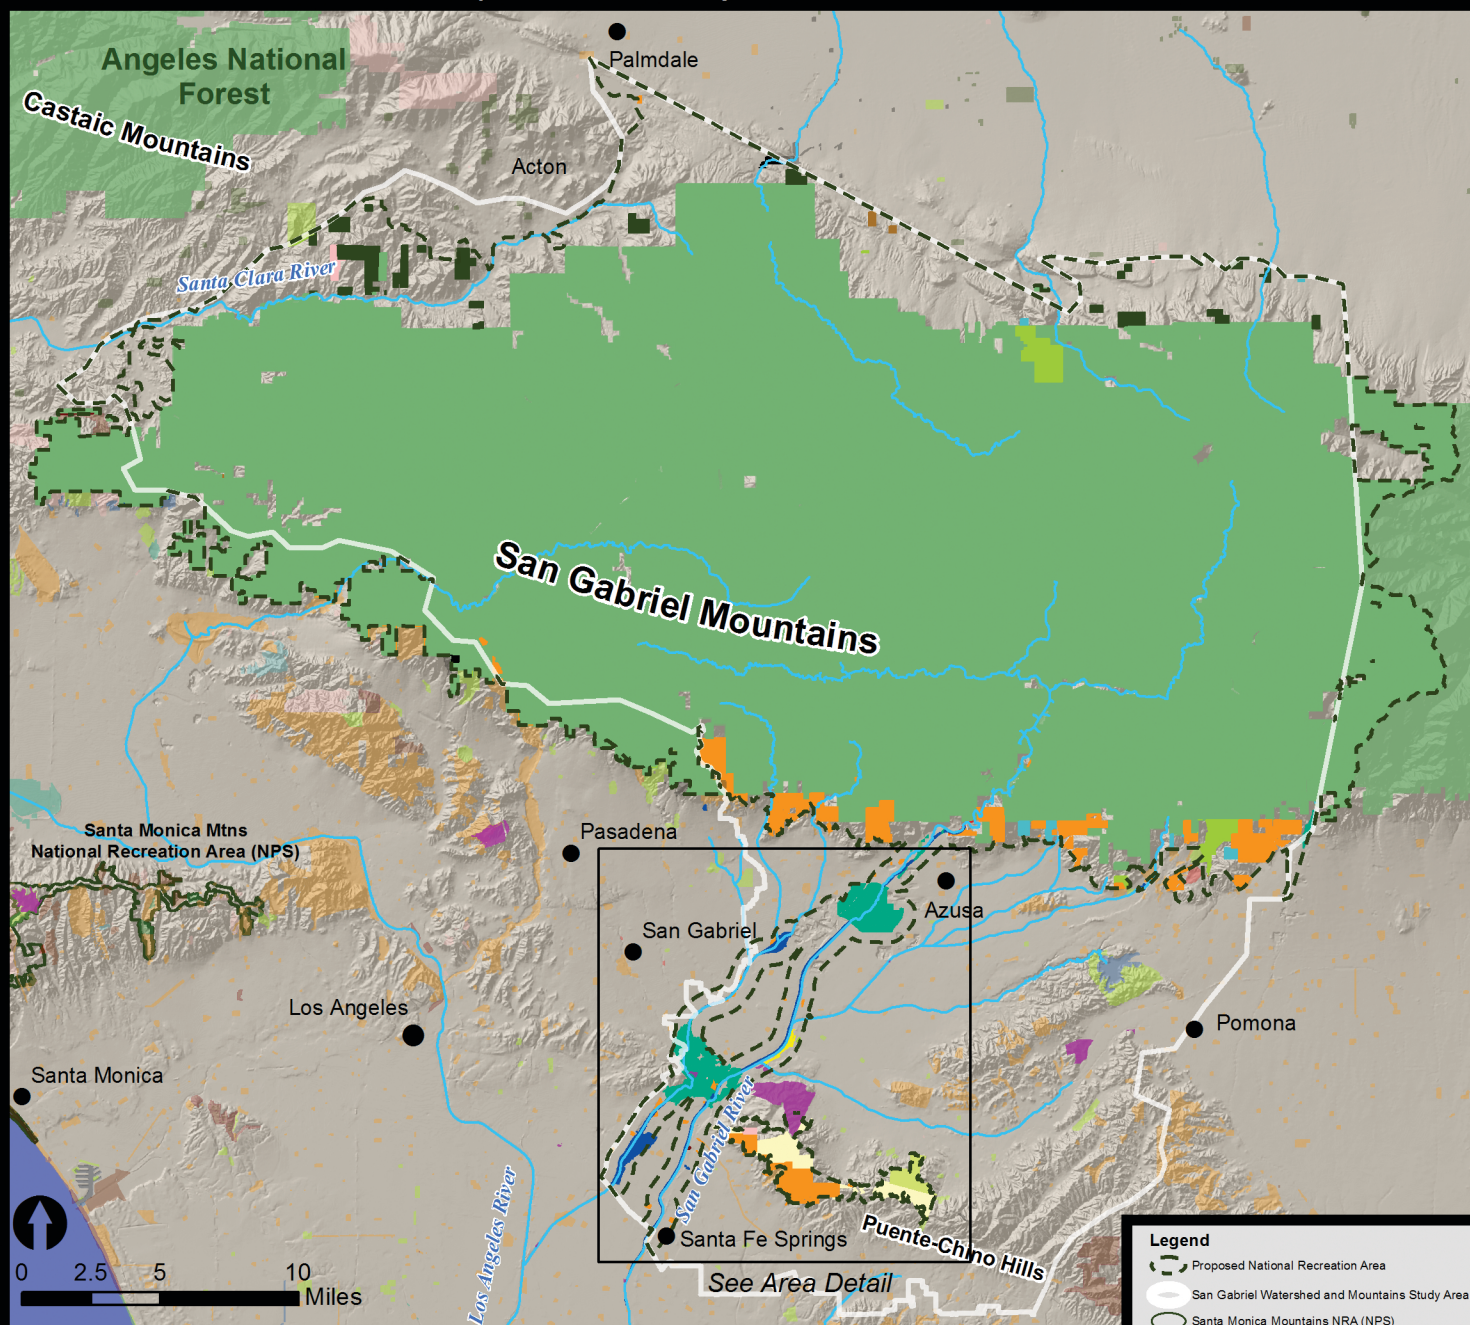 Palmdale
Angeles National
Forest
Castaic Mountains
Acton
Santa Clara River
San Gabriel Mountains
Santa Monica Mtns
National Recreation Area (NPS)
Pasadena
Azusa
San Gabriel
Los Angeles
Pomona
Santa Monica
San Gabriel River
Los Angeles River
Santa Fe Springs
Puente-Chino Hills
See Area Detail
0 2.5 5 10
Miles
Legend
Proposed National Recreation Area
San Gabriel Watershed and Mountains Study Area
Santa Monica Mountains NRA (NPS)